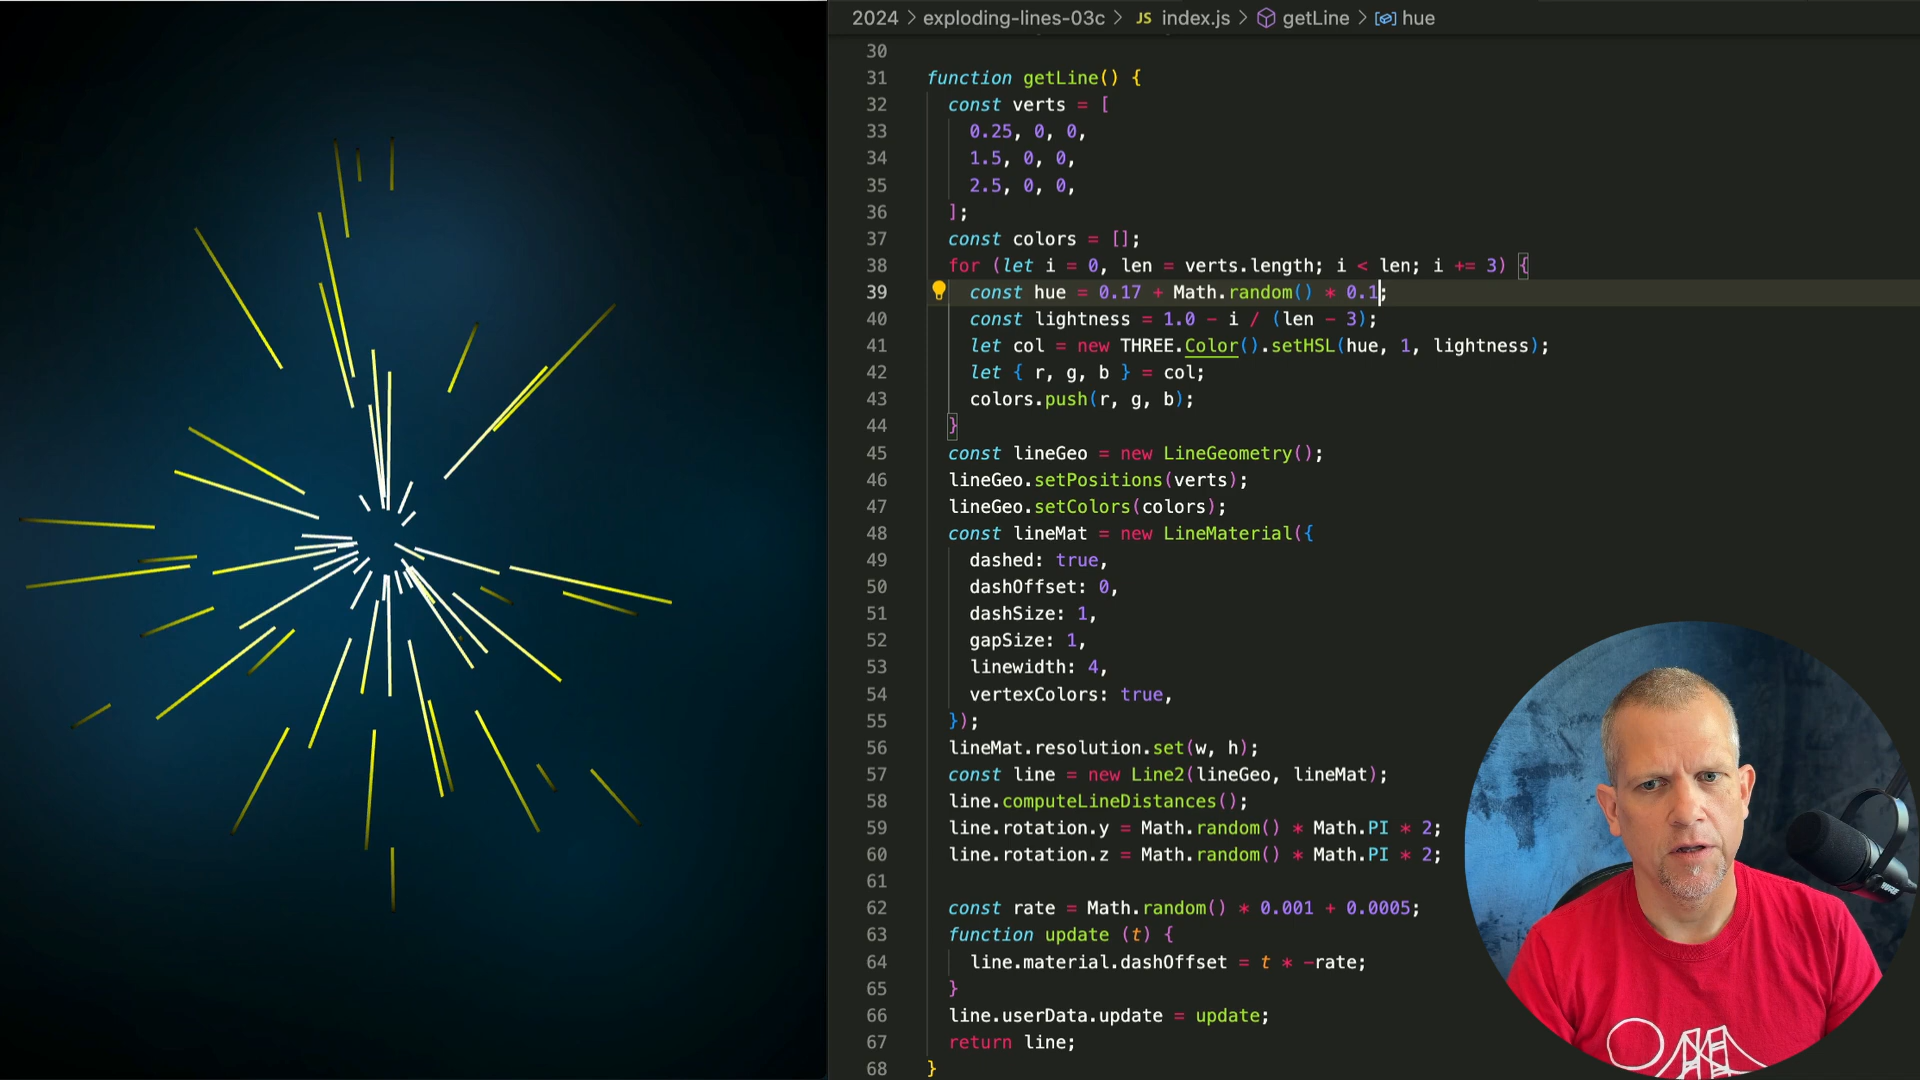 2024 > exploding-lines-03c > JS index.js > getLine > hue
30
31 function getLine() {
32 const verts = [
33 0.25, 0, 0,
34 1.5, 0, 0,
35 2.5, 0, 0,
36 ];
37 const colors = [];
38 for (let i = 0, len = verts.length; i < len; i += 3) {
39 const hue = 0.17 + Math.random() * 0.1;
40 const lightness = 1.0 - i / (len - 3);
41 let col = new THREE.Color().setHSL(hue, 1, lightness);
42 let { r, g, b } = col;
43 colors.push(r, g, b);
44 }
45 const lineGeo = new LineGeometry();
46 lineGeo.setPositions(verts);
47 lineGeo.setColors(colors);
48 const lineMat = new LineMaterial({
49 dashed: true,
50 dashOffset: 0,
51 dashSize: 1,
52 gapSize: 1,
53 linewidth: 4,
54 vertexColors: true,
55 });
56 lineMat.resolution.set(w, h);
57 const line = new Line2(lineGeo, lineMat);
58 line.computeLineDistances();
59 line.rotation.y = Math.random() * Math.PI * 2;
60 line.rotation.z = Math.random() * Math.PI * 2;
61
62 const rate = Math.random() * 0.001 + 0.0005;
63 function update (t) {
64 line.material.dashOffset = t * -rate;
65 }
66 line.userData.update = update;
67 return line;
68 }